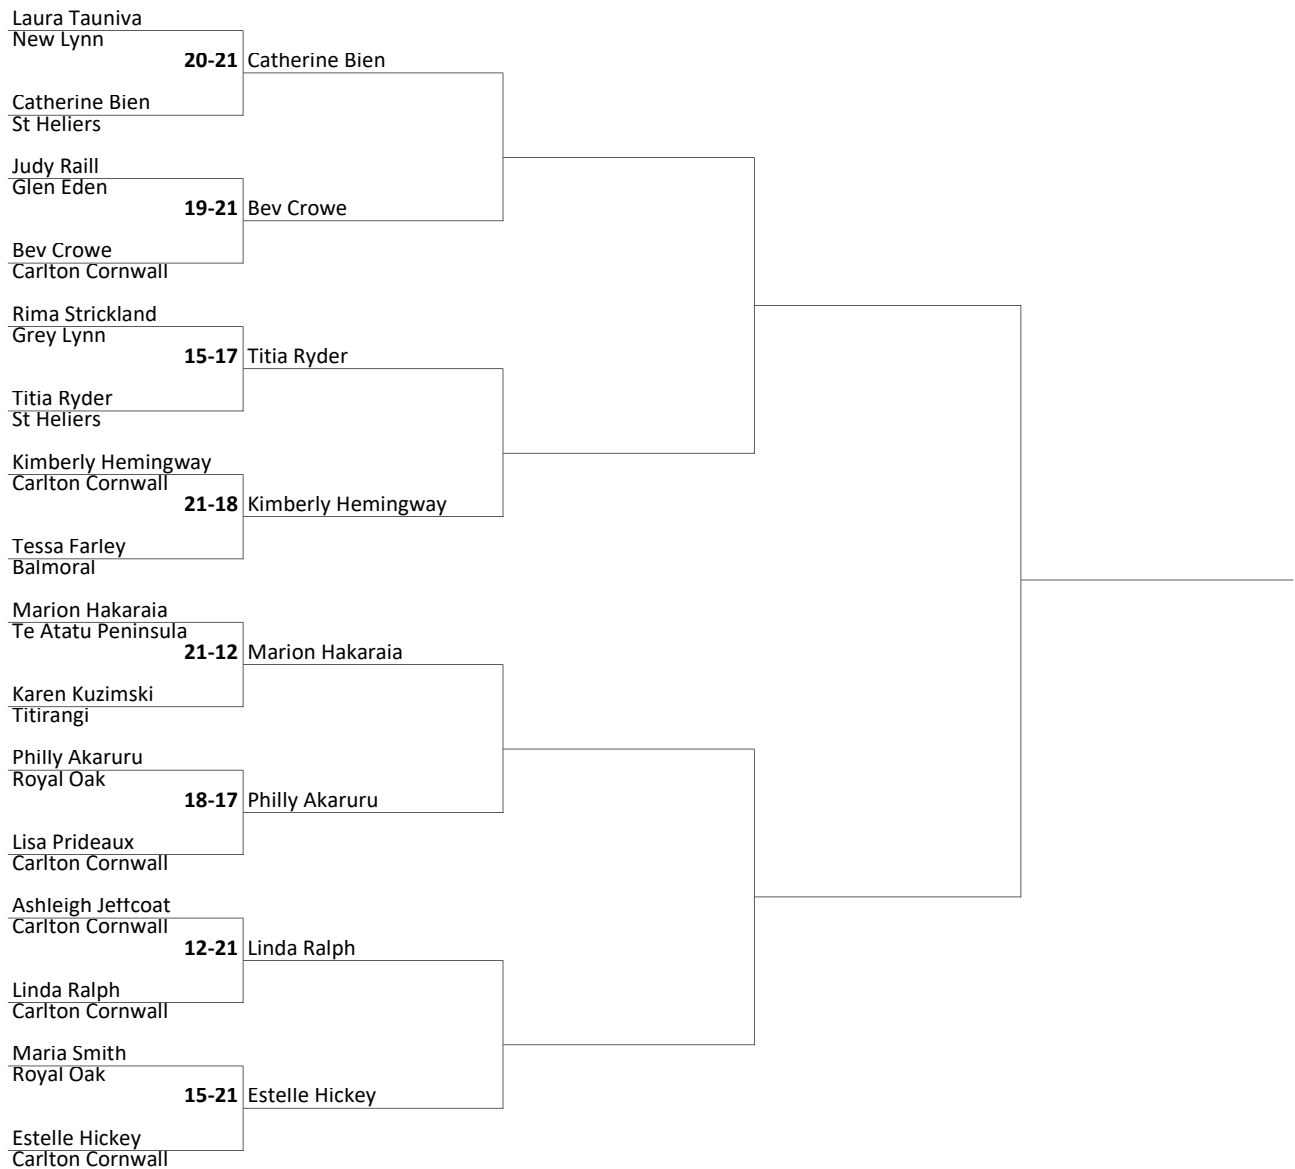 Laura Tauniva
New Lynn
20-21 Catherine Bien
Catherine Bien
St Heliers
Judy Raill
Glen Eden
19-21 Bev Crowe
Bev Crowe
Carlton Cornwall
Rima Strickland
Grey Lynn
15-17 Titia Ryder
Titia Ryder
St Heliers
Kimberly Hemingway
Carlton Cornwall
21-18 Kimberly Hemingway
Tessa Farley
Balmoral
Marion Hakaraia
Te Atatu Peninsula
21-12 Marion Hakaraia
Karen Kuzimski
Titirangi
Philly Akaruru
Royal Oak
18-17 Philly Akaruru
Lisa Prideaux
Carlton Cornwall
Ashleigh Jeffcoat
Carlton Cornwall
12-21 Linda Ralph
Linda Ralph
Carlton Cornwall
Maria Smith
Royal Oak
15-21 Estelle Hickey
Estelle Hickey
Carlton Cornwall